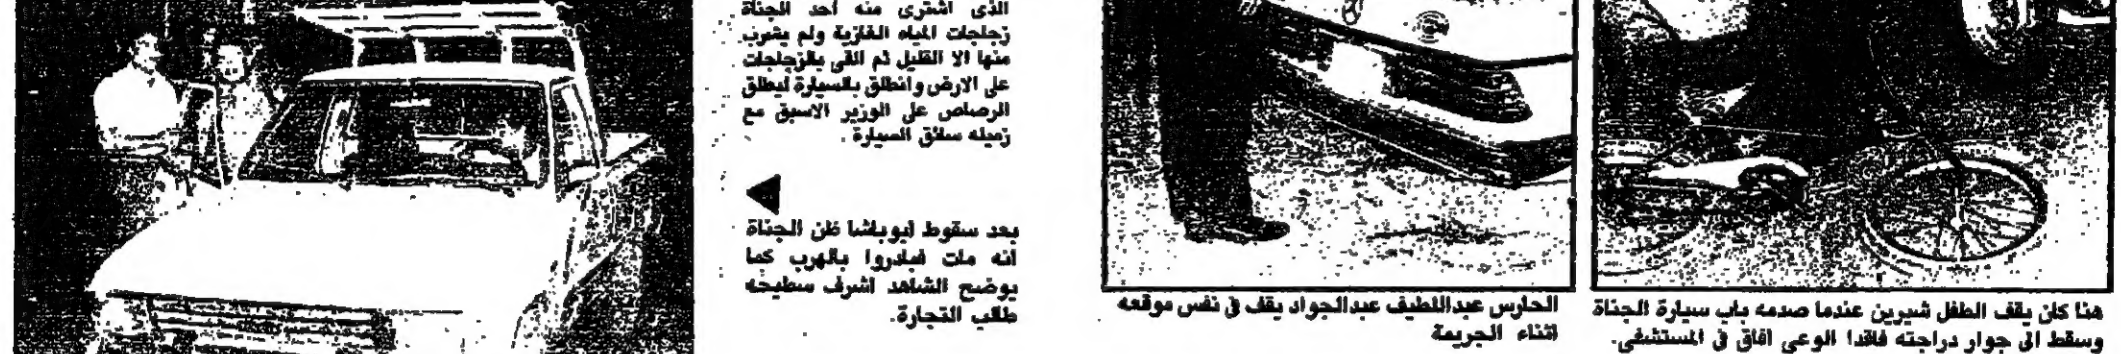 هنا كان يقف الطفل شيرين عندما صدمه باب سيارة الجناة
وسقط الى جوار دراجته فاقدا الوعى افاق فى المستشفى.
الحارس عبداللطيف عبدالجواد يقف فى نفس موقعه
اثناء الجريمة
الذى اشترى منه احد الجناة
زجاجات المياه الغازية ولم يشرب
منها الا القليل ثم القى بالزجاجات
على الارض وانطلق بالسيارة ليطلق
الرصاص على الوزير الاسبق مع
زميله سائق السيارة .
بعد سقوط ابوباشا ظن الجناة
انه مات فبادروا بالهرب كما
يوضح الشاهد اشرف سطيحه
طالب التجارة.